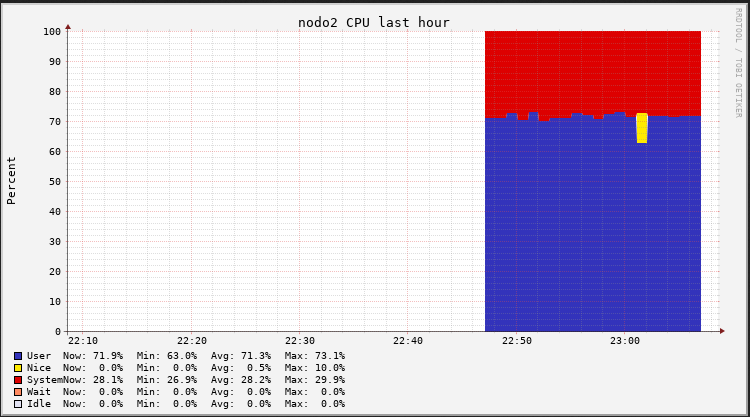 nodo2 CPU last hour
RRDTOOL / TOBI OETIKER
Percent
100
90
80
70
60
50
40
30
20
10
0
22:10 22:20 22:30 22:40 22:50 23:00
User Now: 71.9% Min: 63.0% Avg: 71.3% Max: 73.1%
Nice Now: 0.0% Min: 0.0% Avg: 0.5% Max: 10.0%
SystemNow: 28.1% Min: 26.9% Avg: 28.2% Max: 29.9%
Wait Now: 0.0% Min: 0.0% Avg: 0.0% Max: 0.0%
Idle Now: 0.0% Min: 0.0% Avg: 0.0% Max: 0.0%